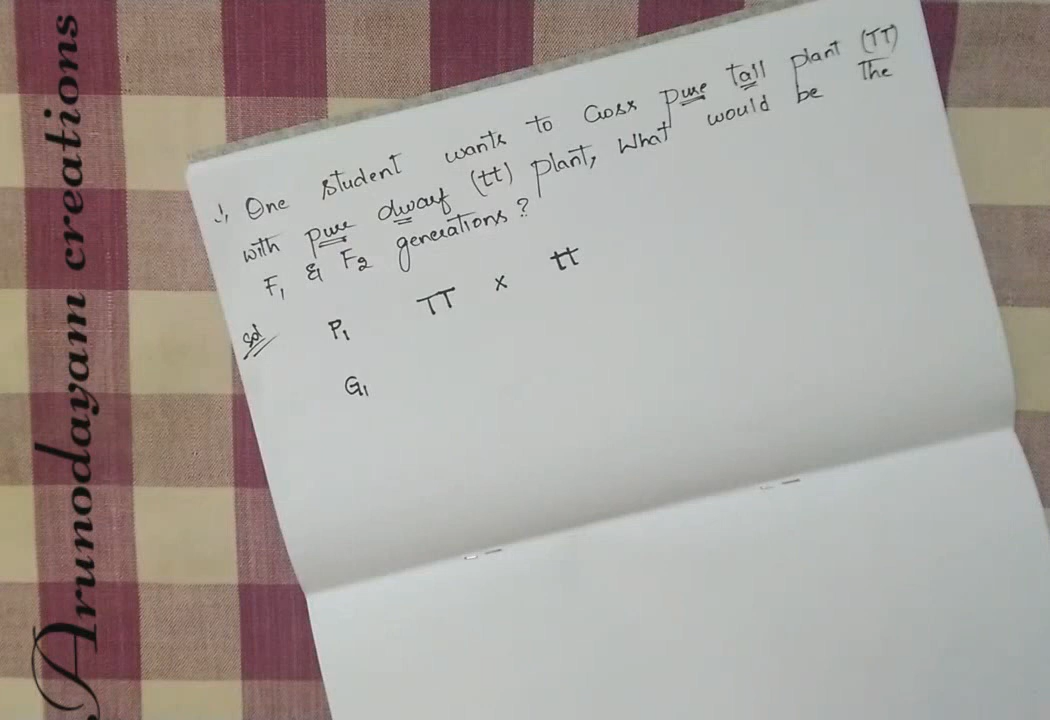 Arunodayam creations
1, One student wants to Cross pure tall plant (TT)
with pure dwarf (tt) plant, What would be The
F1 & F2 generations?
Sol P1 TT x tt
G1